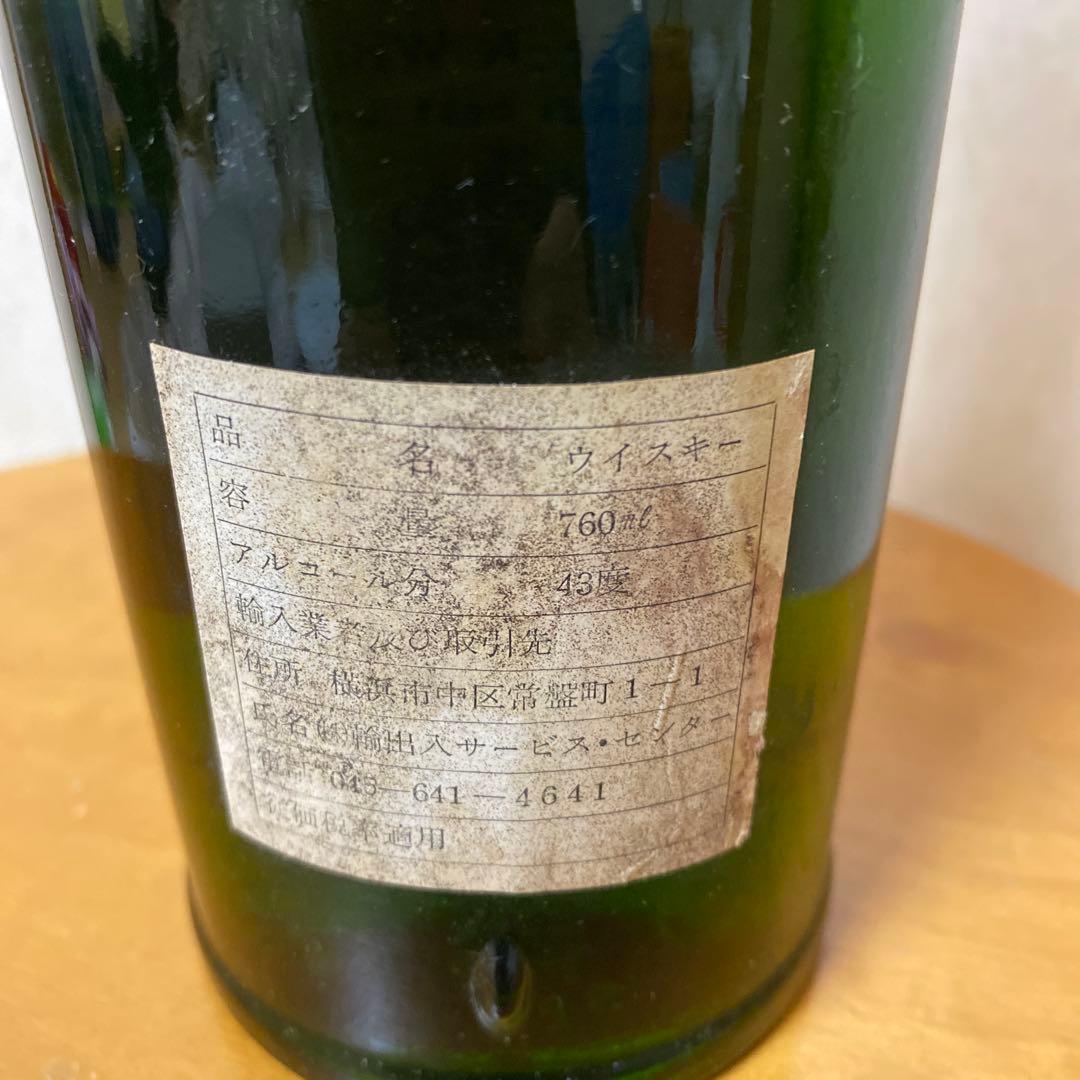 品名 ウイスキー
容量 760㎖
アルコール分 43度
輸入業者及び取引先
住所 横浜市中区常盤町1-1
氏名㈱輸出入サービス・センター
電話 045-641-4641
従価税率適用